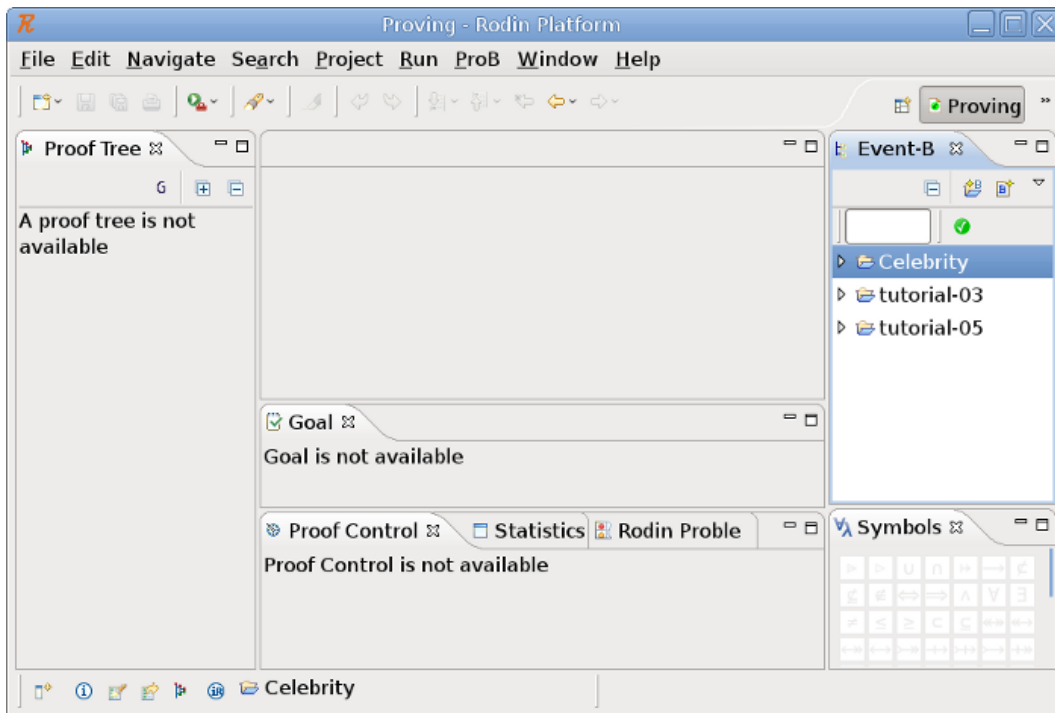 Proving - Rodin Platform
File Edit Navigate Search Project Run ProB Window Help
Proving »
Proof Tree
G
A proof tree is not
available
Goal
Goal is not available
Proof Control Statistics Rodin Proble
Proof Control is not available
Event-B
Celebrity
tutorial-03
tutorial-05
Symbols
Celebrity